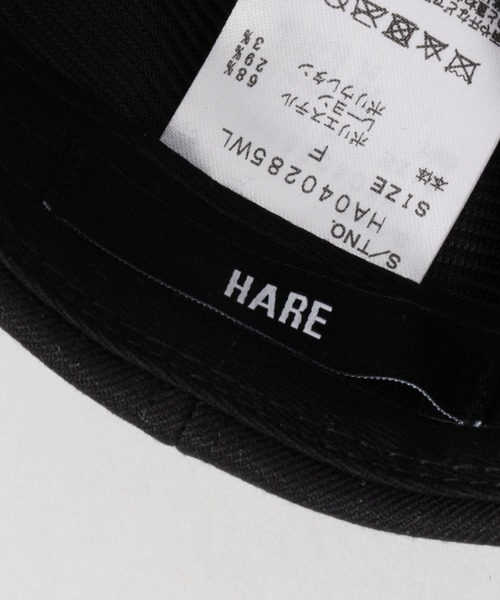 S/TNO.
HA040285WL
SIZE F
本体 ポリエステル 68%
レーヨン 29%
ポリウレタン 3%
HARE